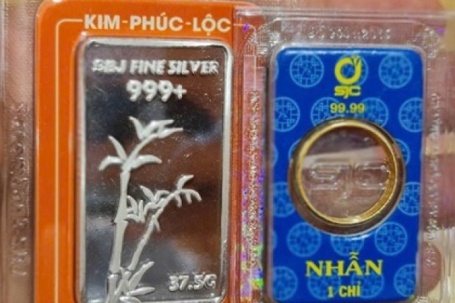 KIM-PHÚC-LỘC
SBJ FINE SILVER
999+
37.5G
SJC
99.99
NHẪN
1 CHỈ